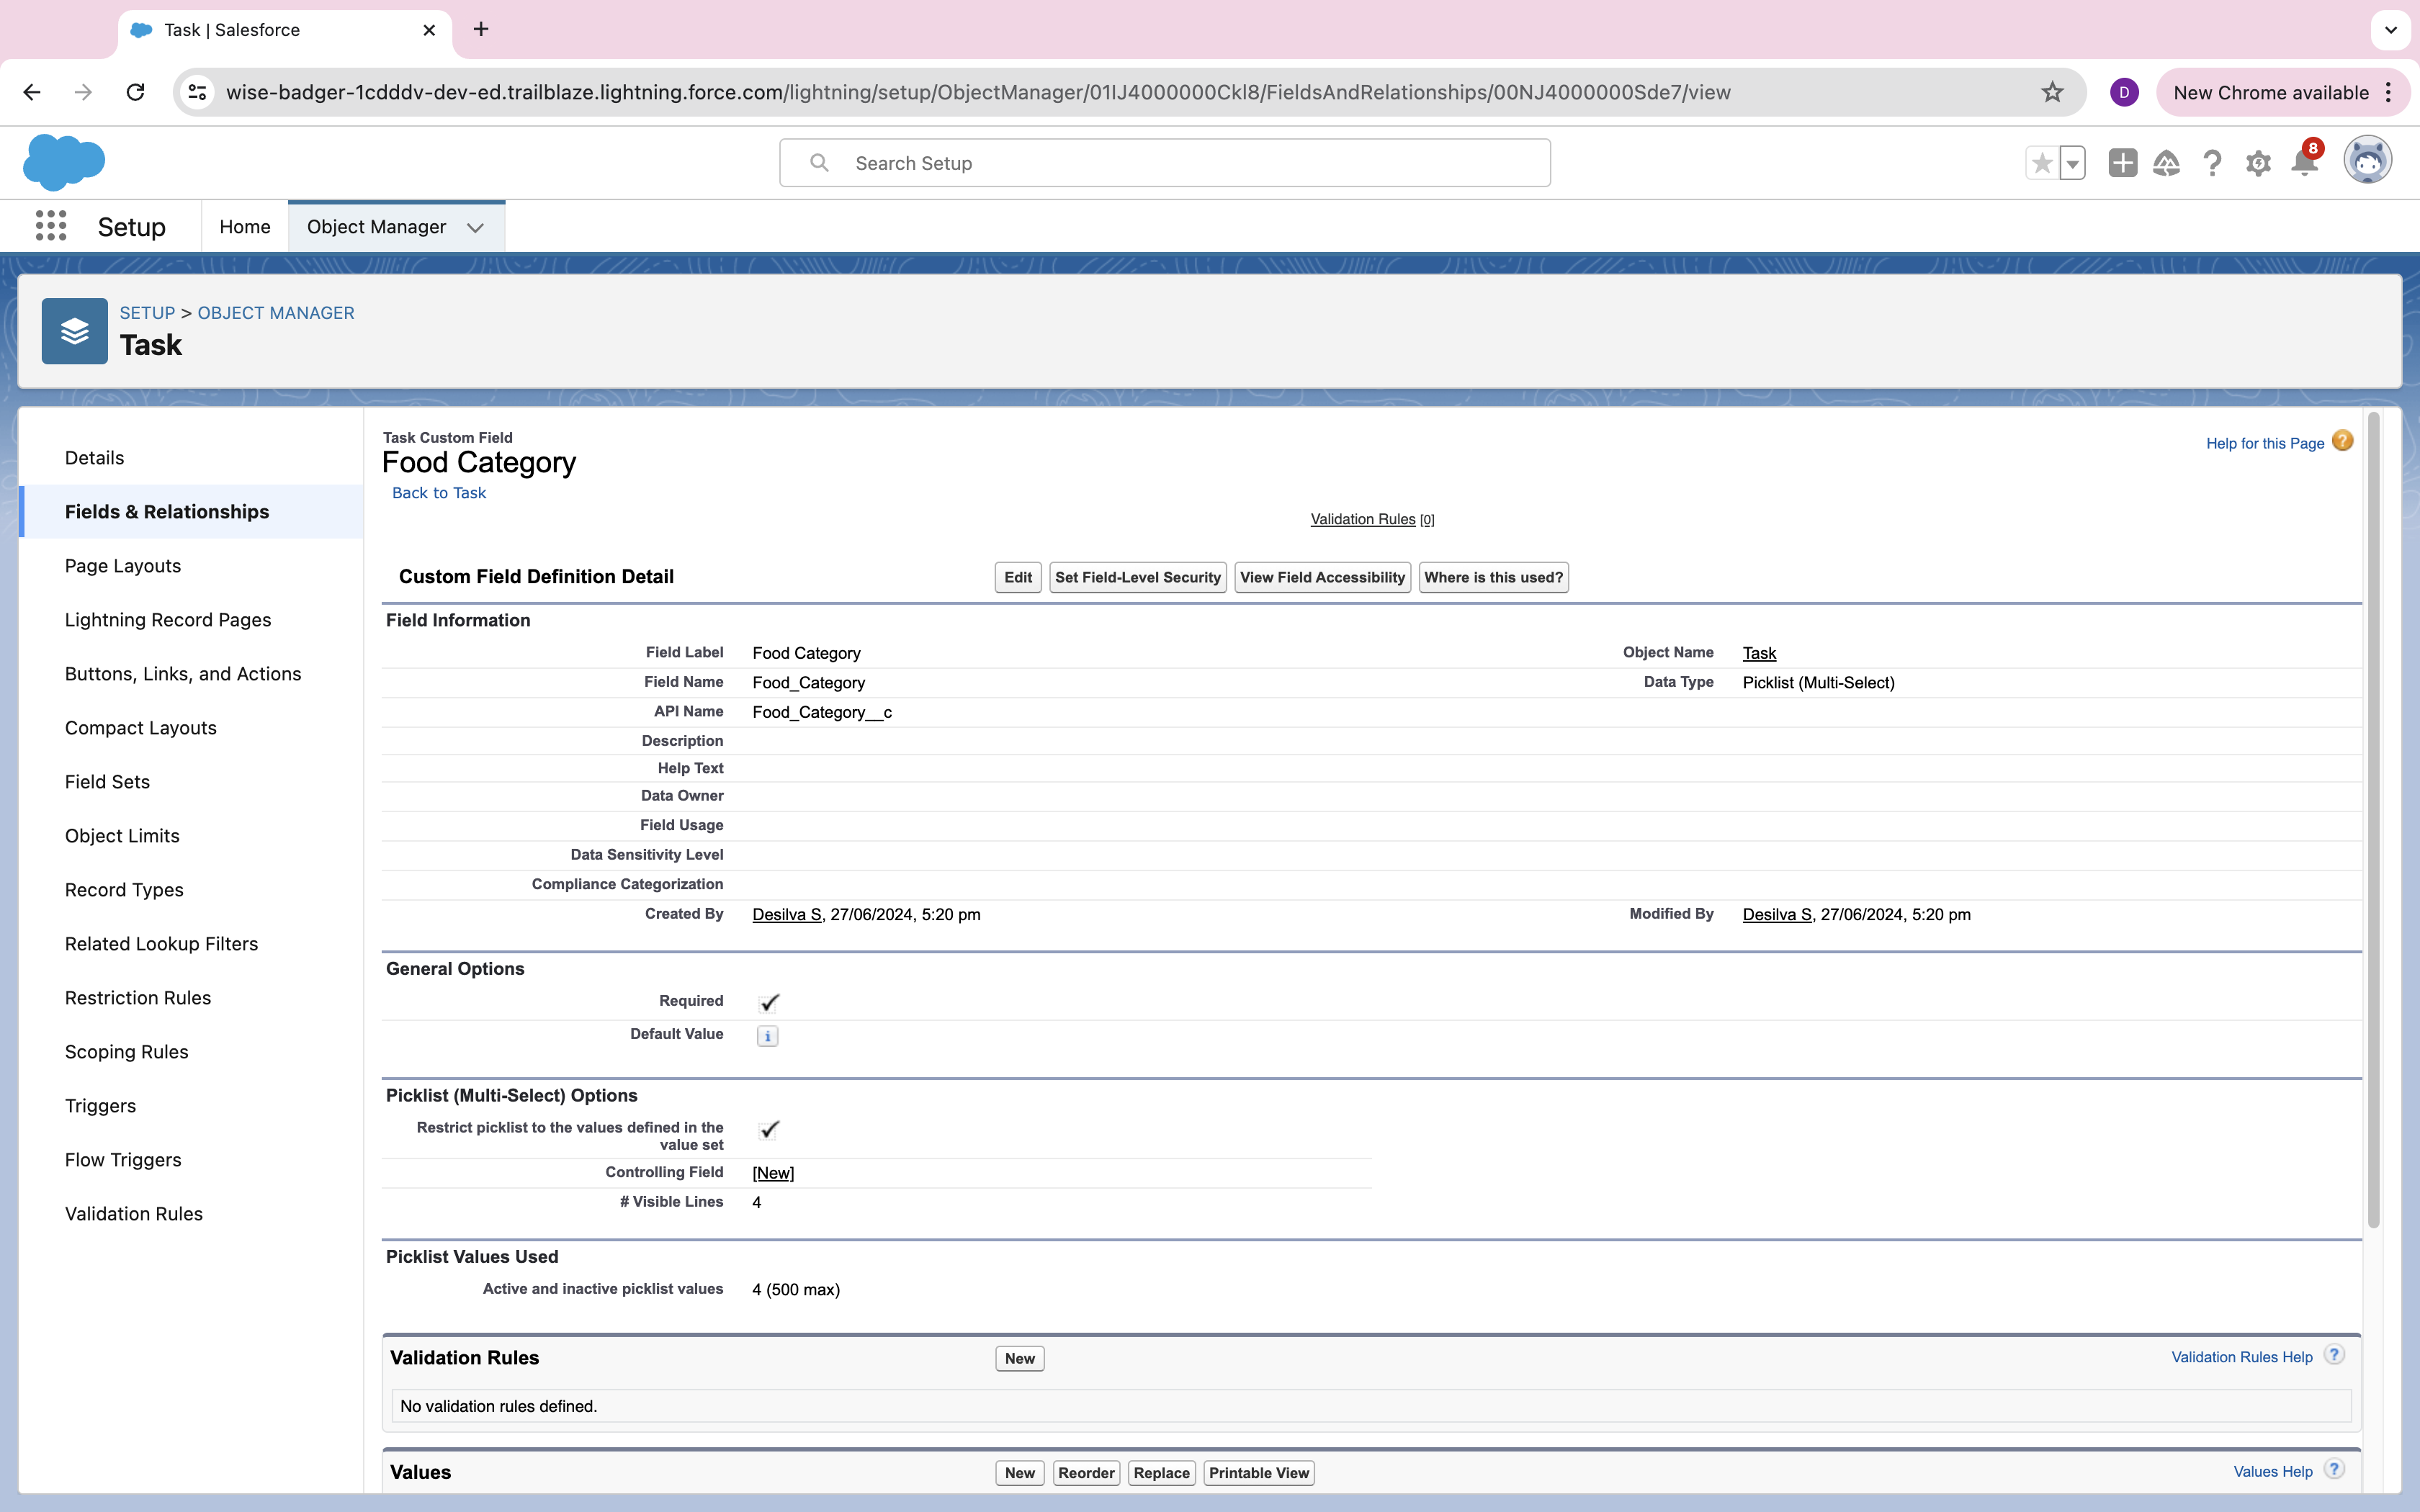 Task | Salesforce
wise-badger-1cdddv-dev-ed.trailblaze.lightning.force.com/lightning/setup/ObjectManager/01IJ4000000Ckl8/FieldsAndRelationships/00NJ4000000Sde7/view
D
New Chrome available
Search Setup
8
Setup
Home
Object Manager
SETUP > OBJECT MANAGER
Task
Details
Fields & Relationships
Page Layouts
Lightning Record Pages
Buttons, Links, and Actions
Compact Layouts
Field Sets
Object Limits
Record Types
Related Lookup Filters
Restriction Rules
Scoping Rules
Triggers
Flow Triggers
Validation Rules
Task Custom Field
Food Category
Back to Task
Help for this Page ?
Validation Rules [0]
Custom Field Definition Detail
Edit Set Field-Level Security View Field Accessibility Where is this used?
Field Information
Field Label Food Category Object Name Task
Field Name Food_Category Data Type Picklist (Multi-Select)
API Name Food_Category__c
Description
Help Text
Data Owner
Field Usage
Data Sensitivity Level
Compliance Categorization
Created By Desilva S, 27/06/2024, 5:20 pm Modified By Desilva S, 27/06/2024, 5:20 pm
General Options
Required
Default Value i
Picklist (Multi-Select) Options
Restrict picklist to the values defined in the
value set
Controlling Field [New]
# Visible Lines 4
Picklist Values Used
Active and inactive picklist values 4 (500 max)
Validation Rules New Validation Rules Help ?
No validation rules defined.
Values New Reorder Replace Printable View Values Help ?